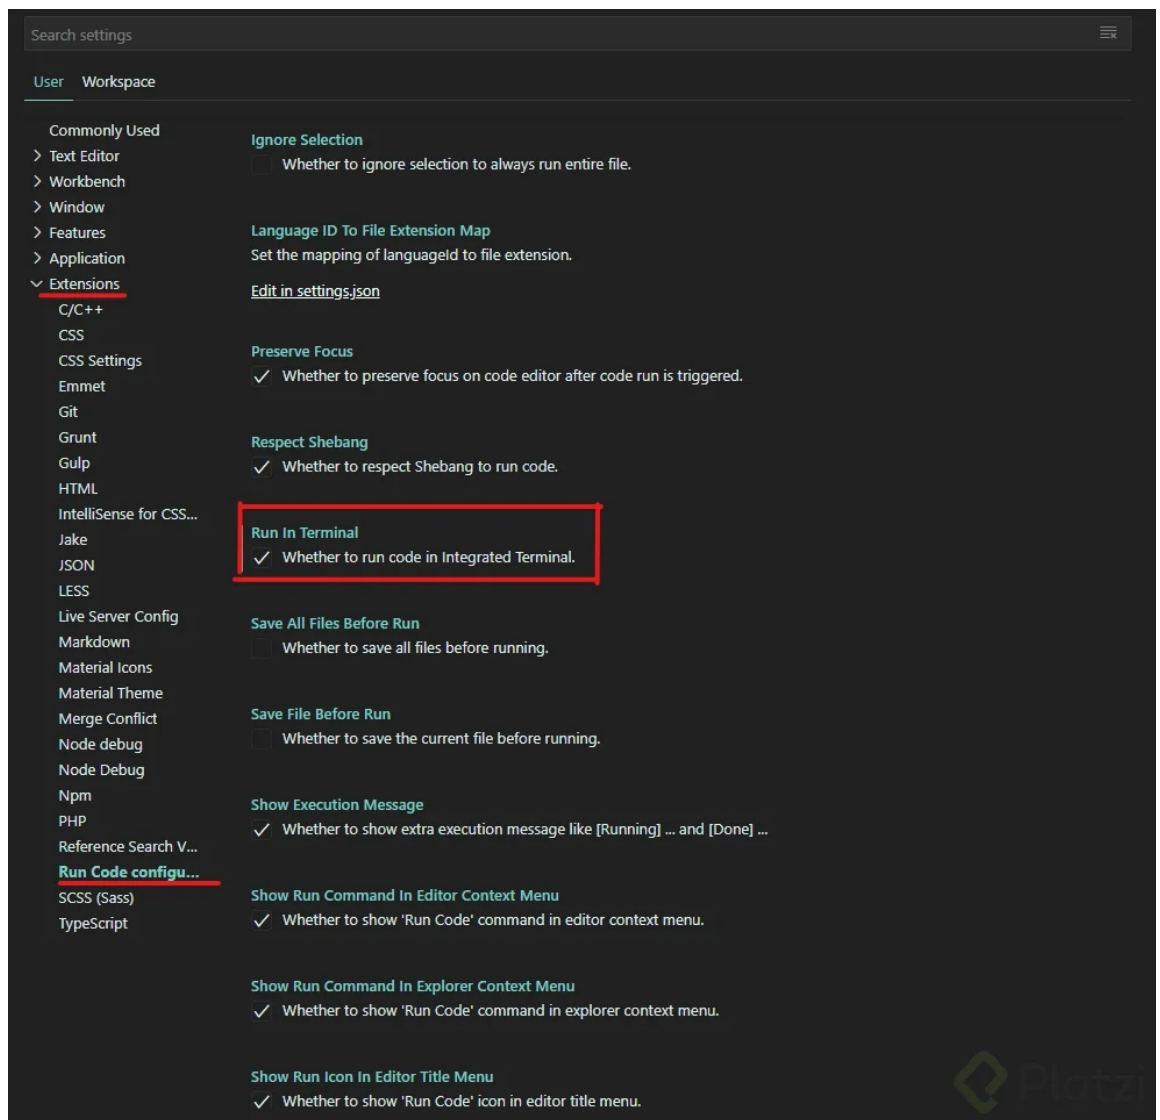 Search settings
User Workspace
Commonly Used
Text Editor
Workbench
Window
Features
Application
Extensions
C/C++
CSS
CSS Settings
Emmet
Git
Grunt
Gulp
HTML
IntelliSense for CSS...
Jake
JSON
LESS
Live Server Config
Markdown
Material Icons
Material Theme
Merge Conflict
Node debug
Node Debug
Npm
PHP
Reference Search V...
Run Code configu...
SCSS (Sass)
TypeScript
Ignore Selection
Whether to ignore selection to always run entire file.
Language ID To File Extension Map
Set the mapping of languageId to file extension.
Edit in settings.json
Preserve Focus
Whether to preserve focus on code editor after code run is triggered.
Respect Shebang
Whether to respect Shebang to run code.
Run In Terminal
Whether to run code in Integrated Terminal.
Save All Files Before Run
Whether to save all files before running.
Save File Before Run
Whether to save the current file before running.
Show Execution Message
Whether to show extra execution message like [Running] ... and [Done] ...
Show Run Command In Editor Context Menu
Whether to show 'Run Code' command in editor context menu.
Show Run Command In Explorer Context Menu
Whether to show 'Run Code' command in explorer context menu.
Show Run Icon In Editor Title Menu
Whether to show 'Run Code' icon in editor title menu.
Platzi